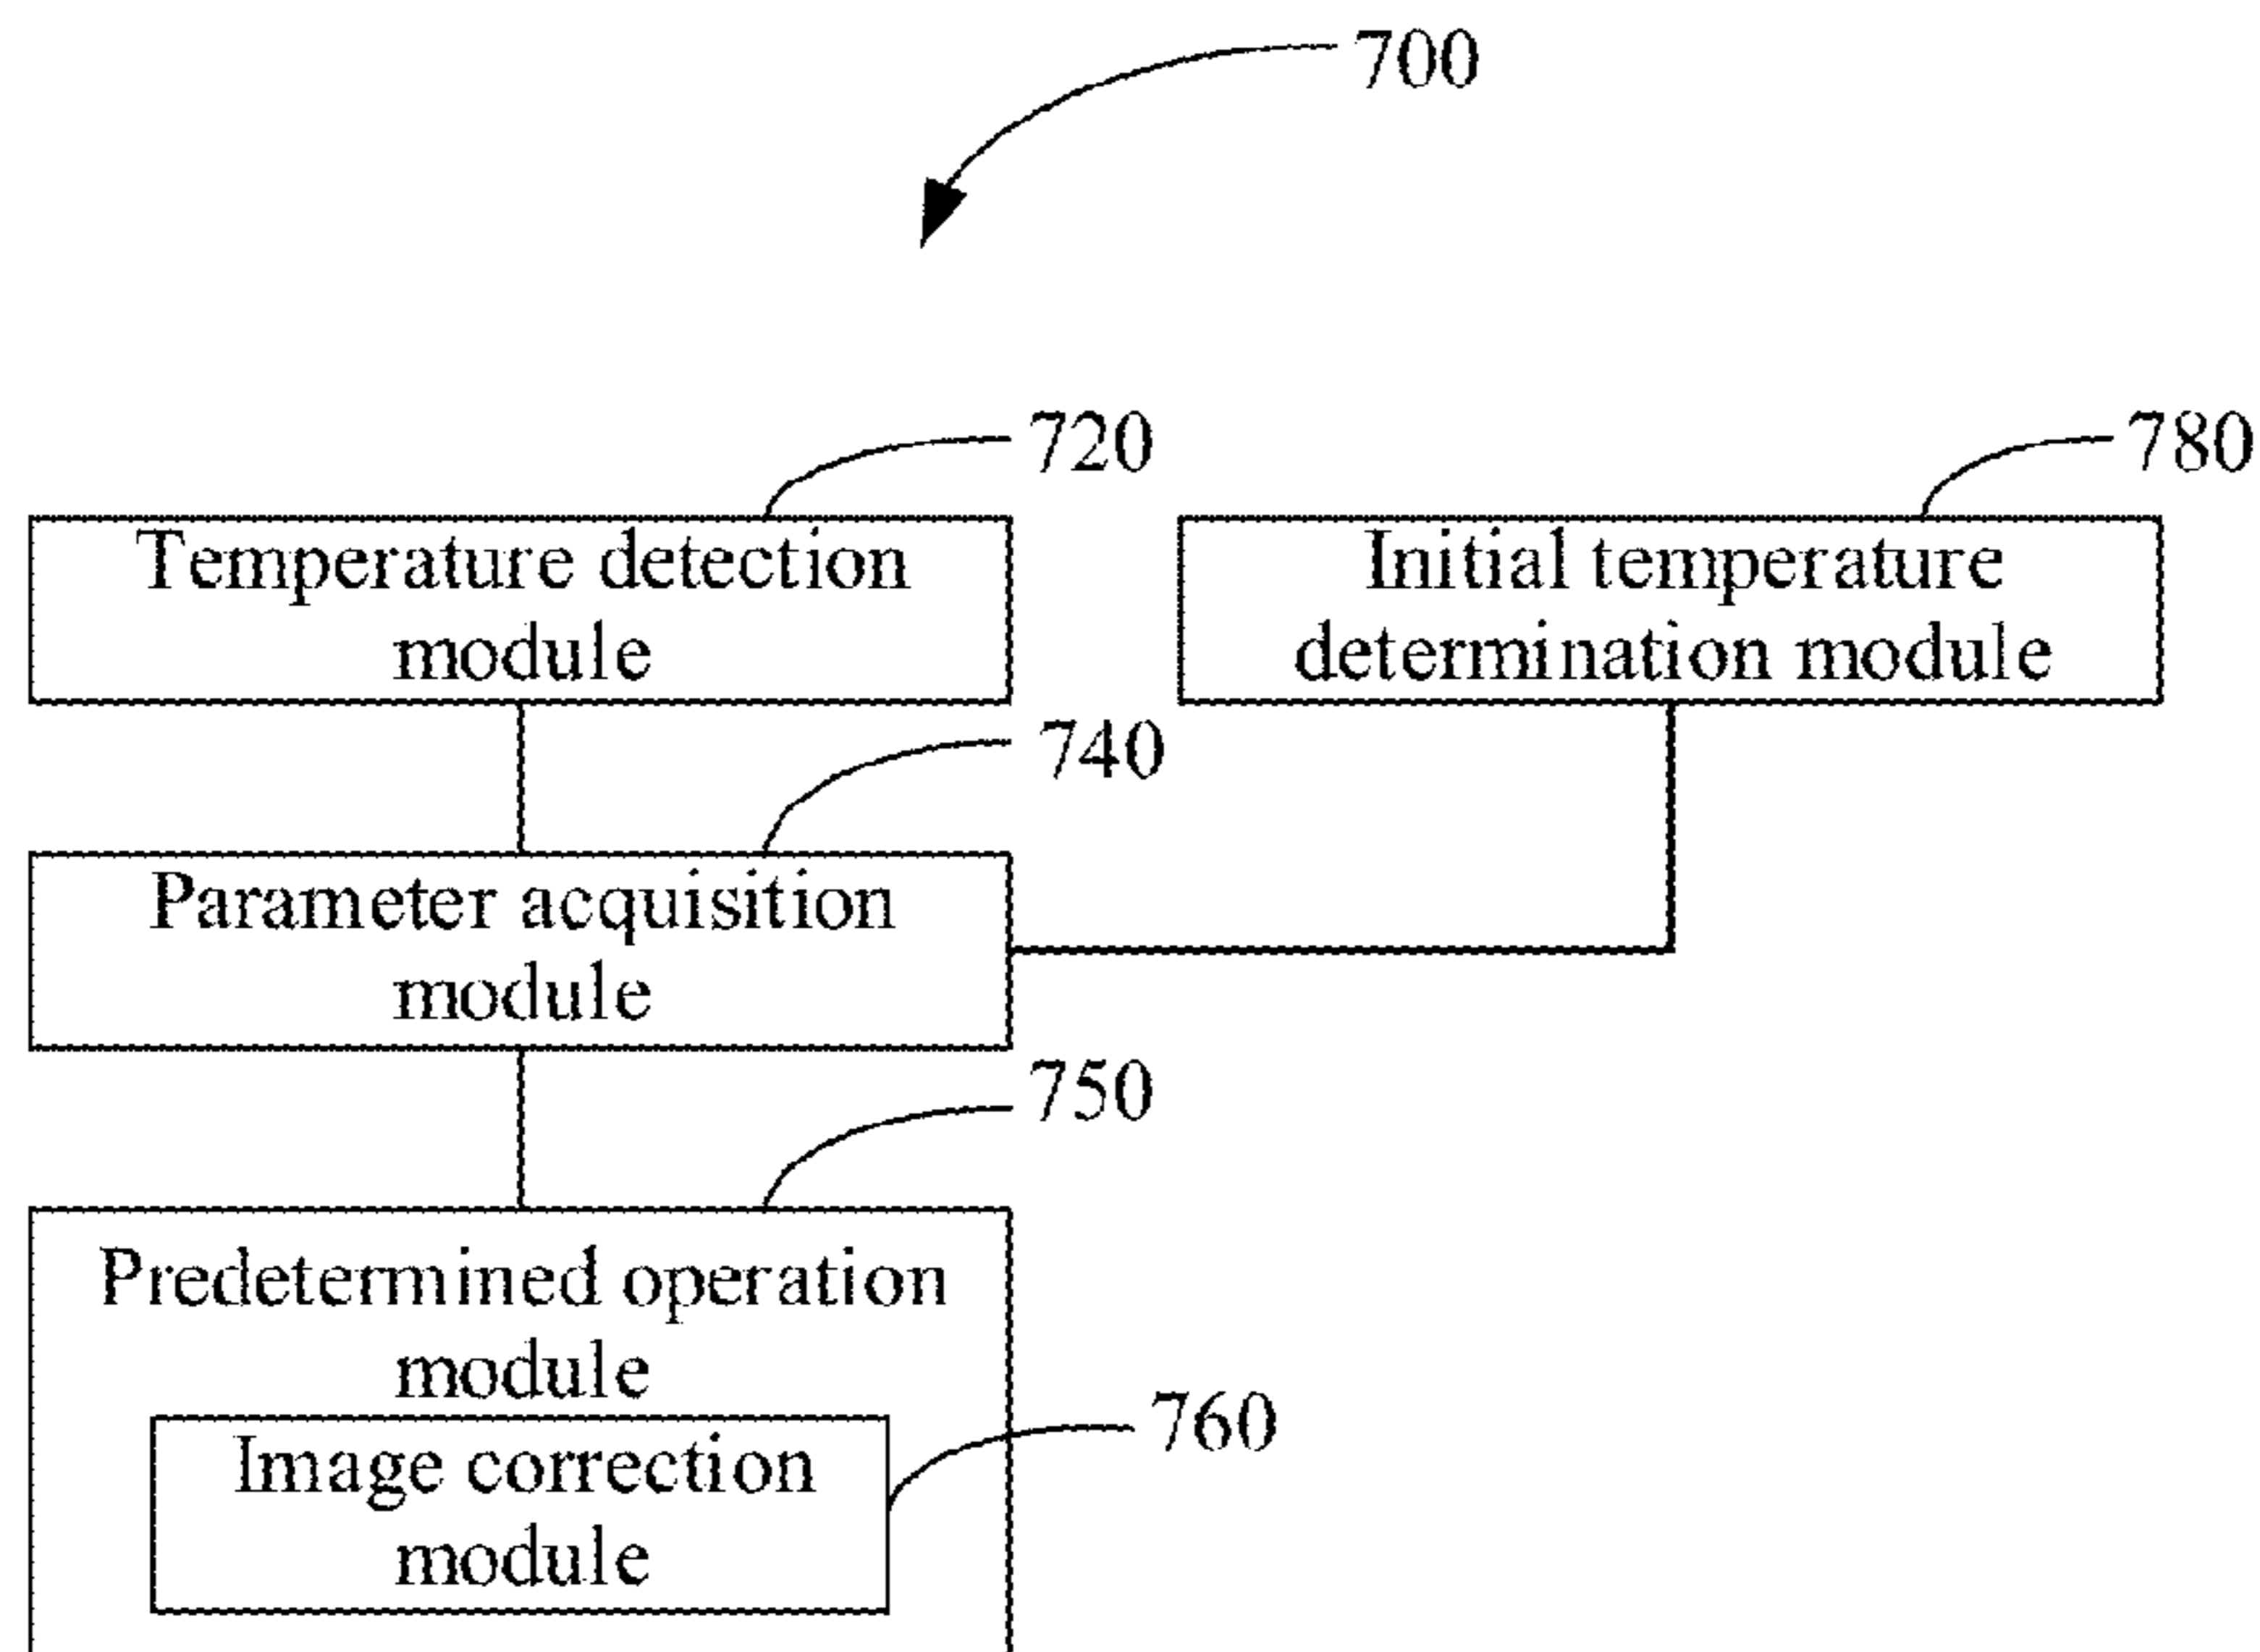 700
720
780
Temperature detection
module
Initial temperature
determination module
740
Parameter acquisition
module
750
Predetermined operation
module
760
Image correction
module